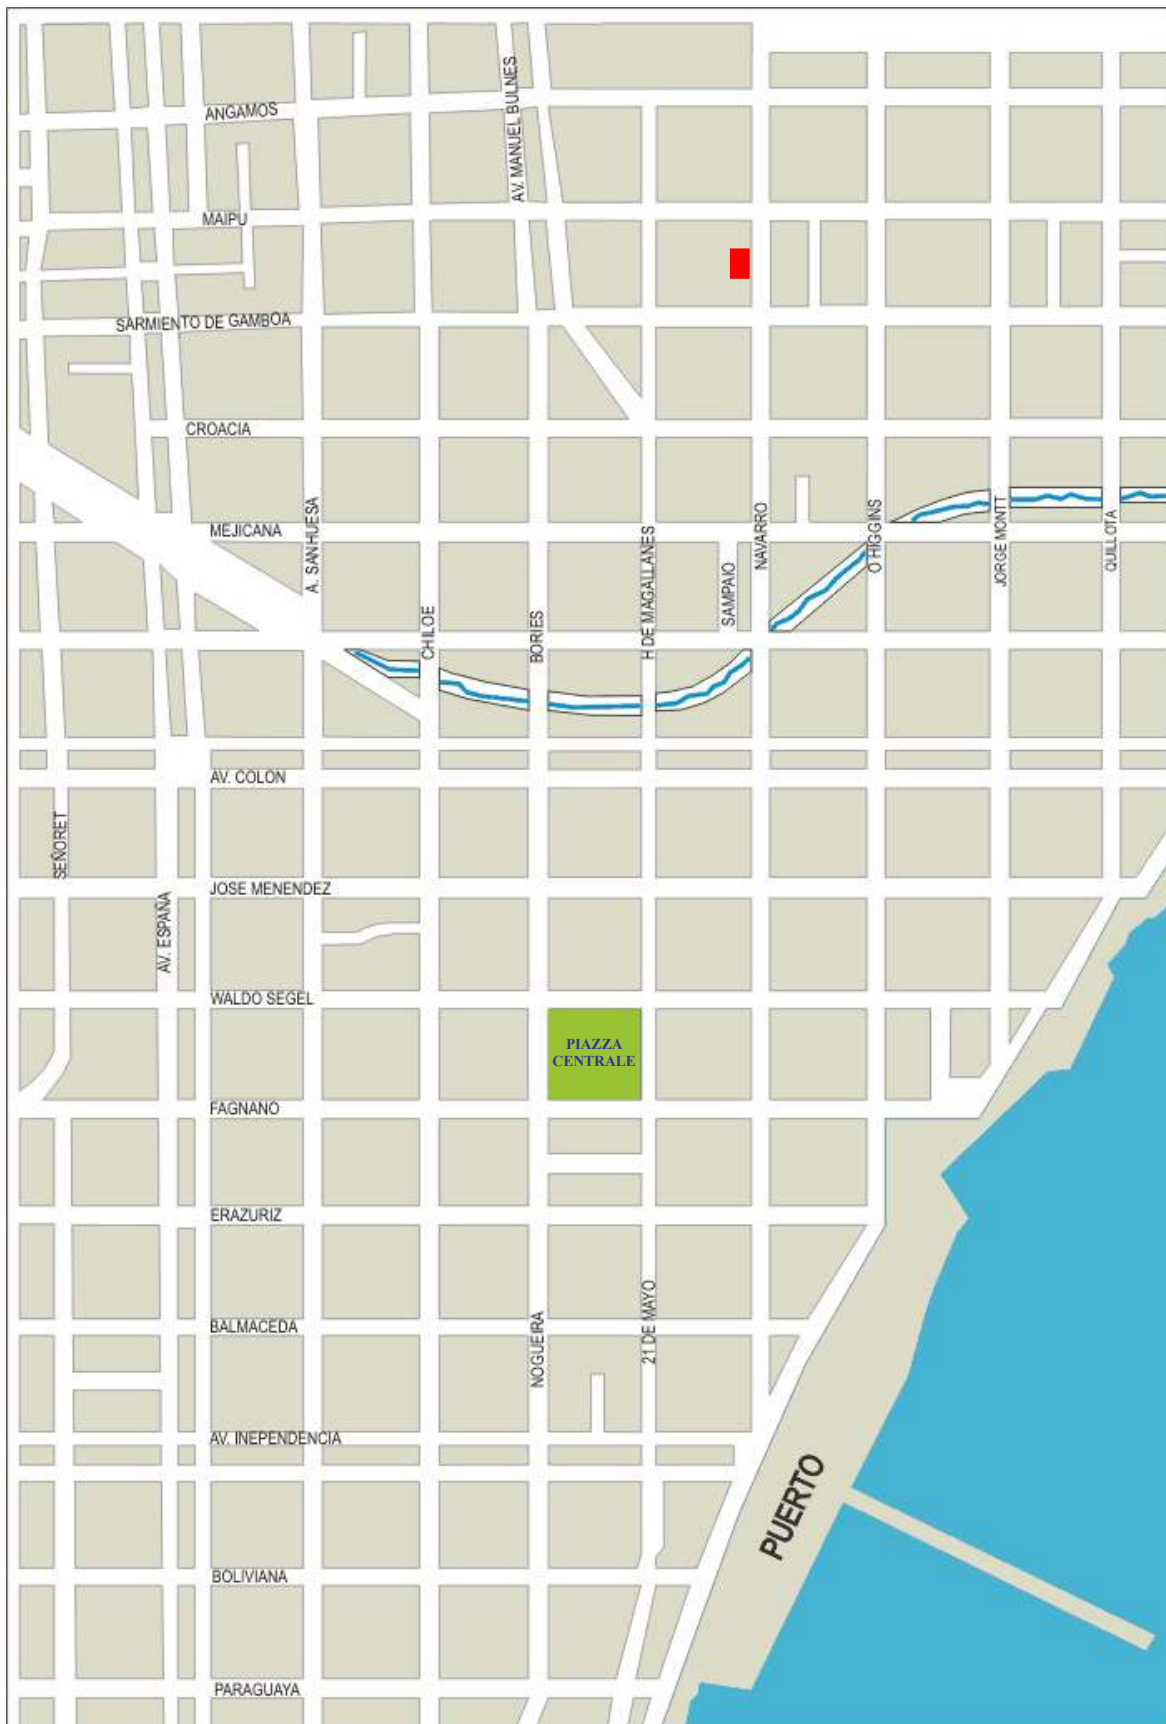 ANGAMOS
AV. MANUEL BULNES
MAIPU
SARMIENTO DE GAMBOA
CROACIA
MEJICANA
A. SANHUESA
CHILOE
BORIES
H DE MAGALLANES
SAMPAIO
NAVARRO
O HIGGINS
JORGE MONTT
QUILLOTA
AV. COLON
SEÑORET
JOSE MENENDEZ
AV. ESPAÑA
WALDO SEGEL
PIAZZA
CENTRALE
FAGNANO
ERAZURIZ
BALMACEDA
NOGUEIRA
21 DE MAYO
AV. INEPENDENCIA
PUERTO
BOLIVIANA
PARAGUAYA